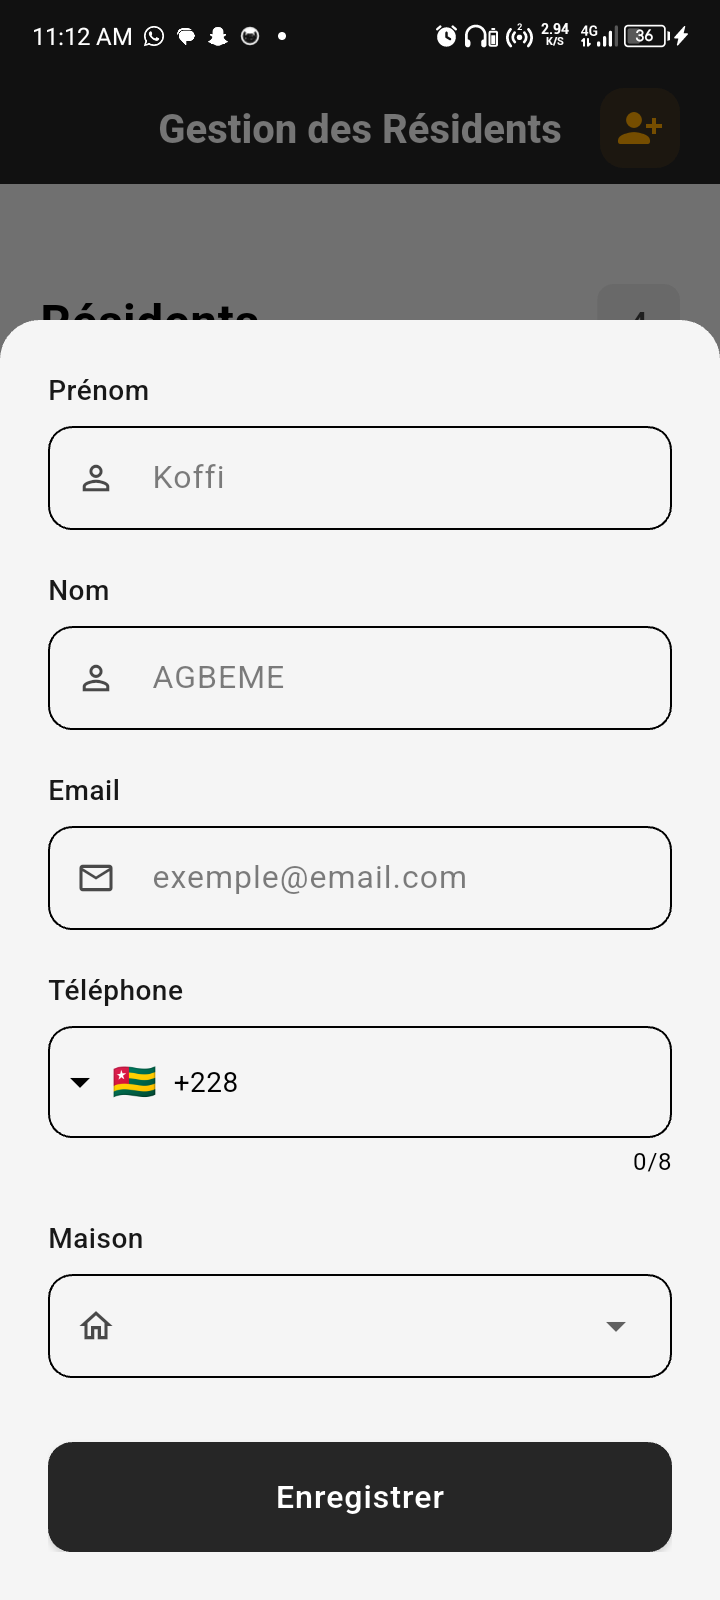 11:12 AM
2
2.94
K/S
4G
36
Gestion des Résidents
Résidents
4
Prénom
Koffi
Nom
AGBEME
Email
exemple@email.com
Téléphone
+228
0/8
Maison
Enregistrer